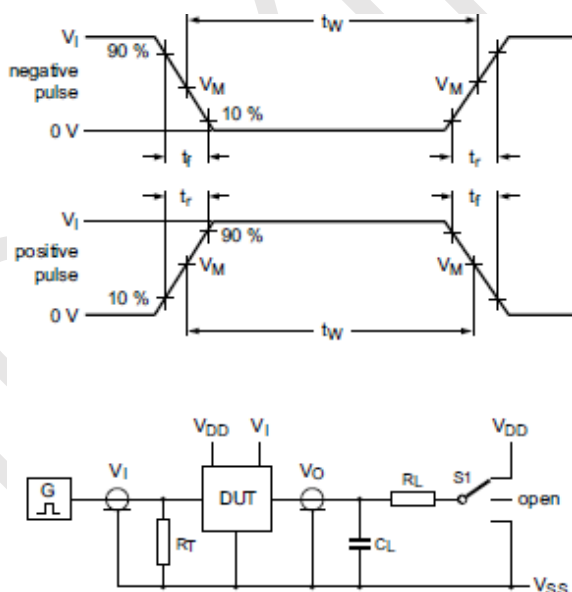 tW
VI
90 %
negative pulse
VM
VM
10 %
0 V
tf
tr
tr
tf
VI
90 %
positive pulse
VM
VM
10 %
0 V
tW
VDD
VI
VDD
VI
VO
RL
S1
G
DUT
open
RT
CL
VSS